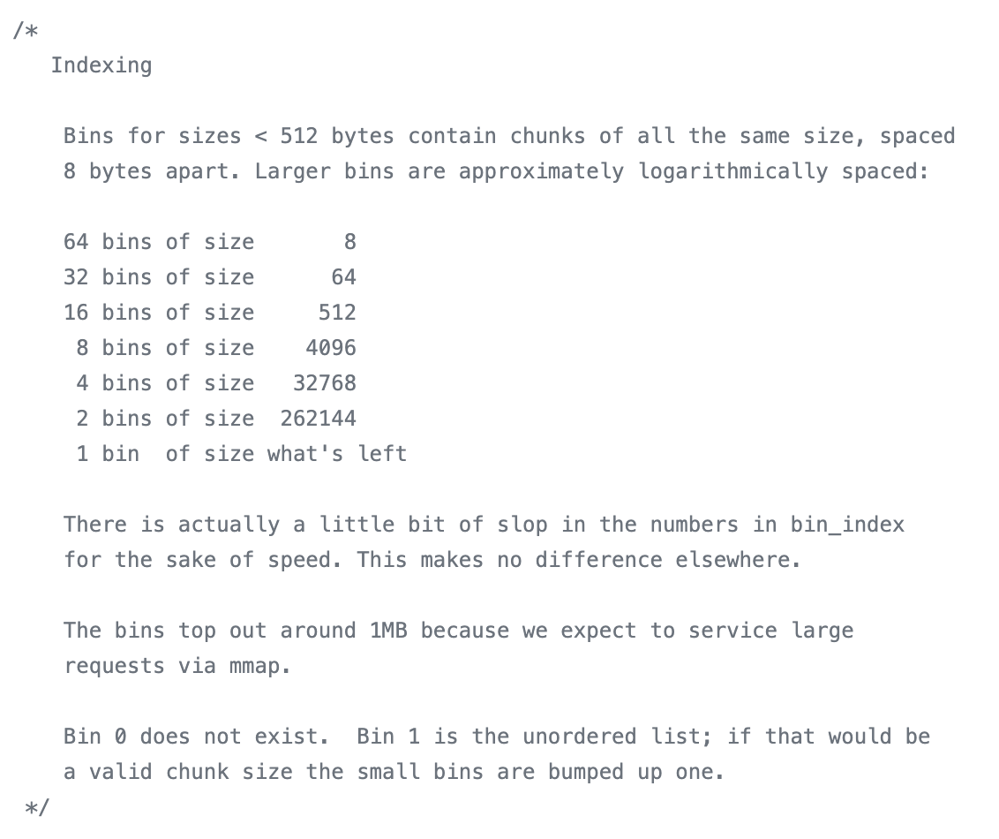 /*
   Indexing

    Bins for sizes < 512 bytes contain chunks of all the same size, spaced
    8 bytes apart. Larger bins are approximately logarithmically spaced:

    64 bins of size       8
    32 bins of size      64
    16 bins of size     512
     8 bins of size    4096
     4 bins of size   32768
     2 bins of size  262144
     1 bin  of size what's left

    There is actually a little bit of slop in the numbers in bin_index
    for the sake of speed. This makes no difference elsewhere.

    The bins top out around 1MB because we expect to service large
    requests via mmap.

    Bin 0 does not exist.  Bin 1 is the unordered list; if that would be
    a valid chunk size the small bins are bumped up one.
 */